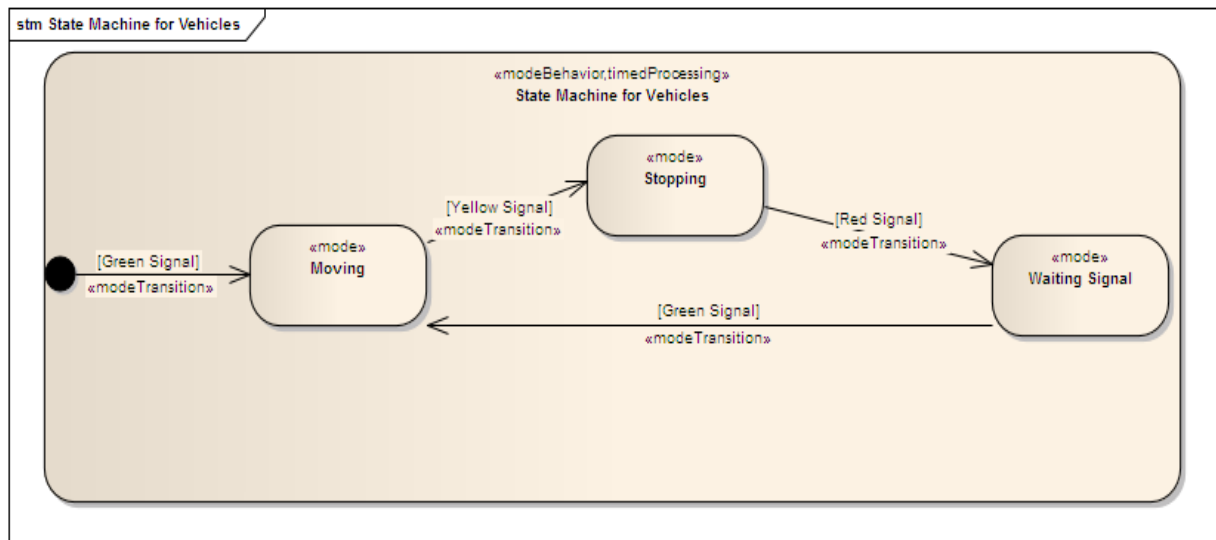 stm State Machine for Vehicles
«modeBehavior,timedProcessing»
State Machine for Vehicles
«mode»
Stopping
[Yellow Signal]
«modeTransition»
[Red Signal]
«modeTransition»
«mode»
Moving
[Green Signal]
«modeTransition»
«mode»
Waiting Signal
[Green Signal]
«modeTransition»